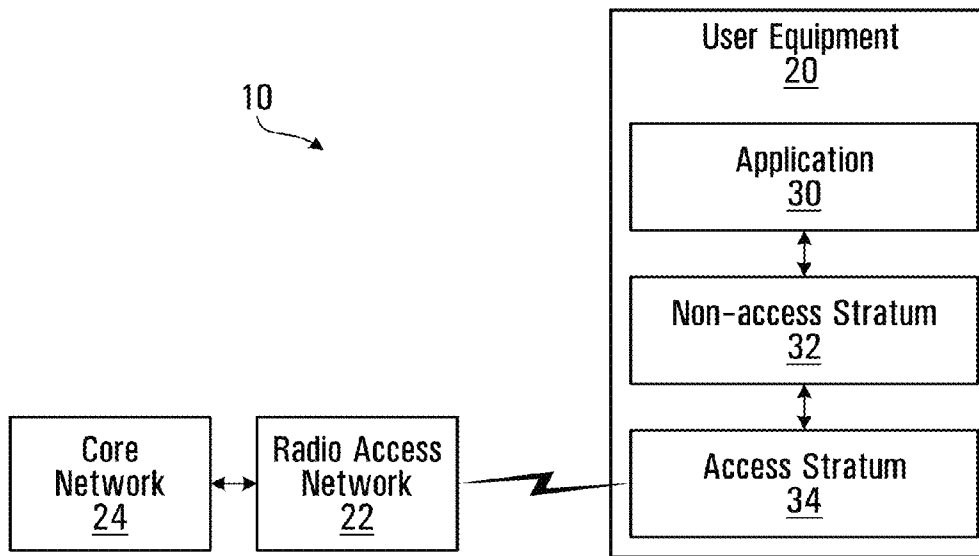 10
User Equipment
20
Application
30
Non-access Stratum
32
Access Stratum
34
Core
Network
24
Radio Access
Network
22